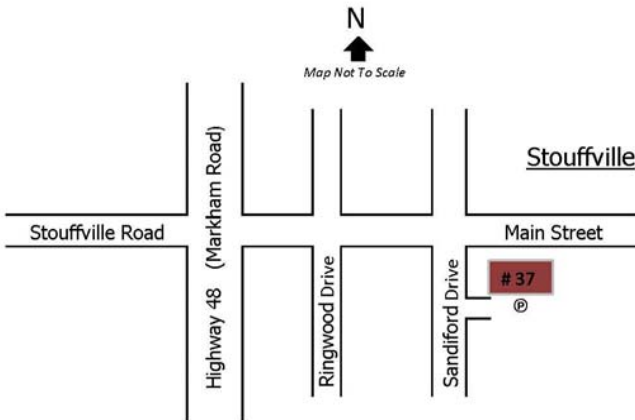 N
Map Not To Scale
Stouffville
Stouffville Road
Highway 48 (Markham Road)
Ringwood Drive
Sandiford Drive
Main Street
# 37
P